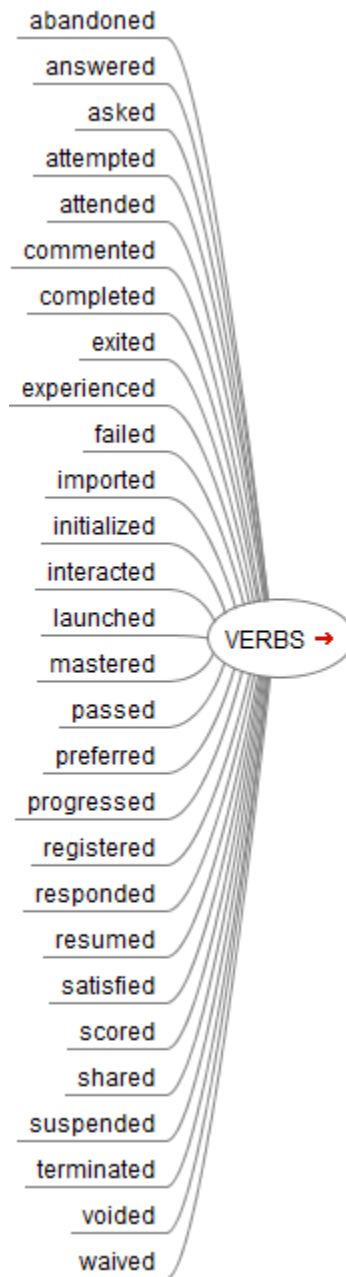 abandoned
answered
asked
attempted
attended
commented
completed
exited
experienced
failed
imported
initialized
interacted
launched
VERBS
mastered
passed
preferred
progressed
registered
responded
resumed
satisfied
scored
shared
suspended
terminated
voided
waived